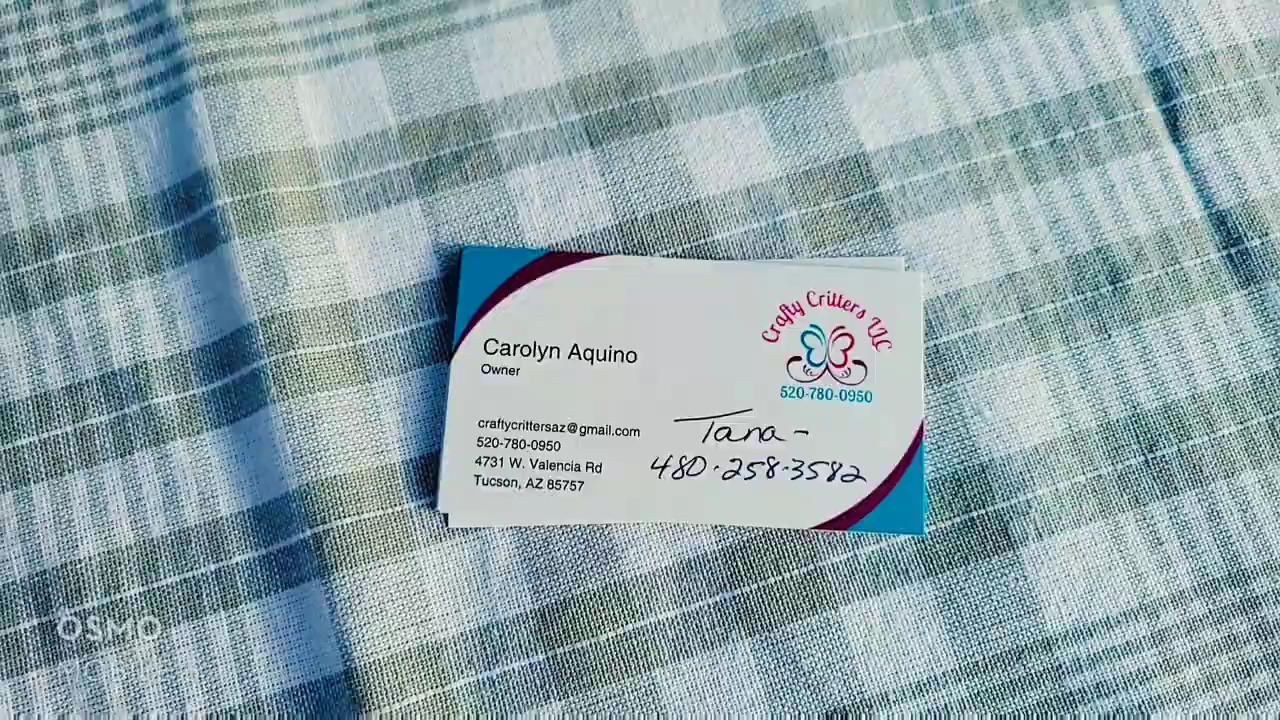 Crafty Critters LLC
520-780-0950
Carolyn Aquino
Owner
craftycrittersaz@gmail.com
520-780-0950
4731 W. Valencia Rd
Tucson, AZ 85757
Tana-
480-258-3582
OSMO